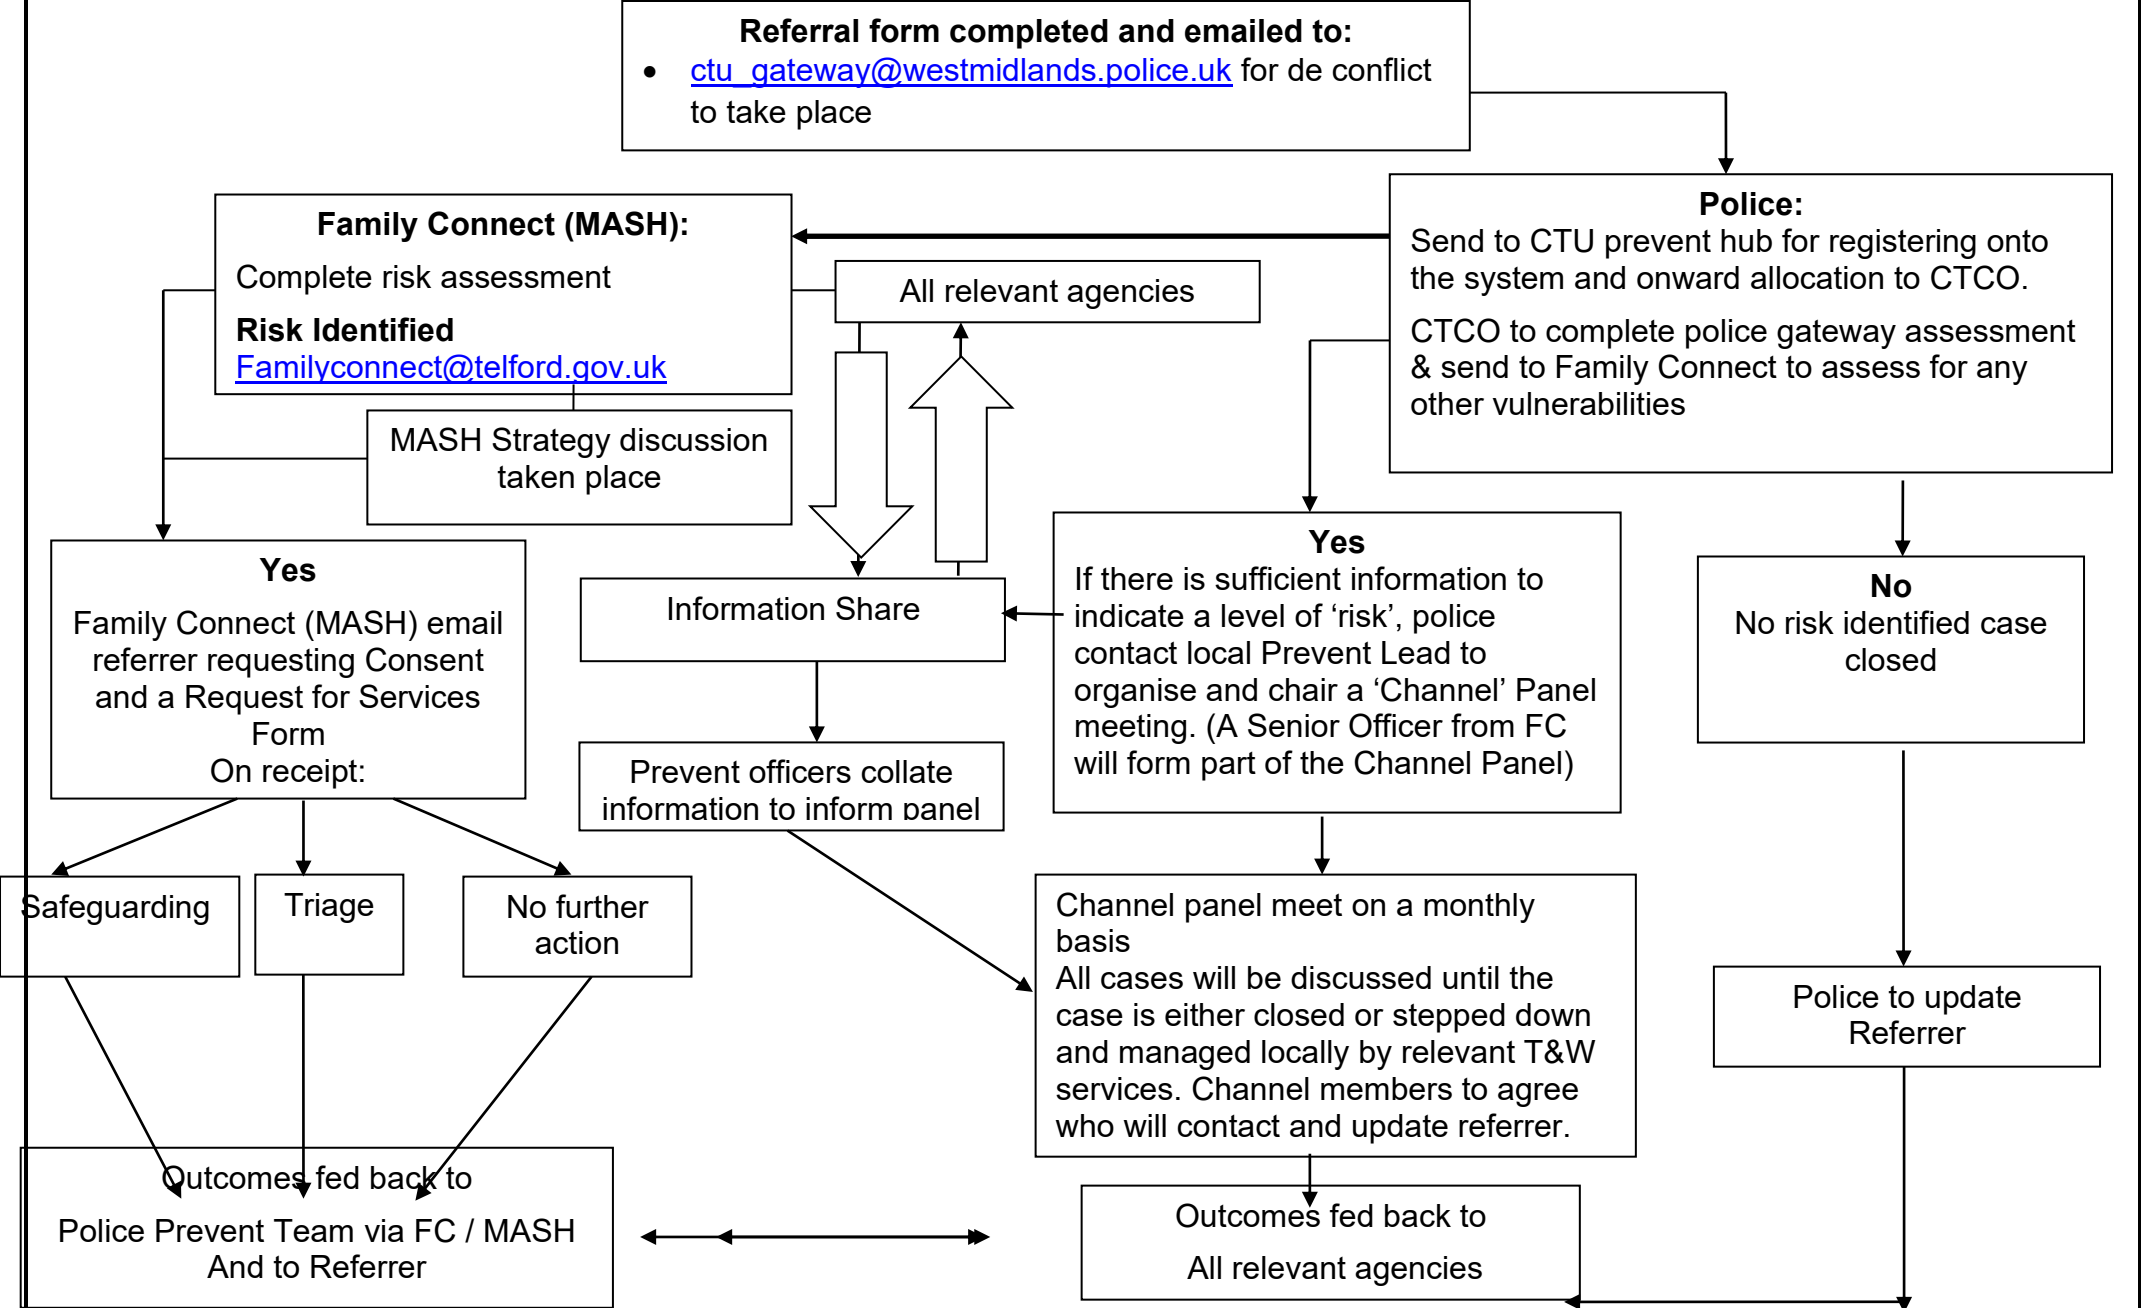 Referral form completed and emailed to:
• ctu_gateway@westmidlands.police.uk for de conflict
to take place
Police:
Send to CTU prevent hub for registering onto
the system and onward allocation to CTCO.
CTCO to complete police gateway assessment
& send to Family Connect to assess for any
other vulnerabilities
Family Connect (MASH):
Complete risk assessment
Risk Identified
Familyconnect@telford.gov.uk
All relevant agencies
MASH Strategy discussion
taken place
Yes
Family Connect (MASH) email
referrer requesting Consent
and a Request for Services
Form
On receipt:
Information Share
Yes
If there is sufficient information to
indicate a level of ‘risk’, police
contact local Prevent Lead to
organise and chair a ‘Channel’ Panel
meeting. (A Senior Officer from FC
will form part of the Channel Panel)
No
No risk identified case
closed
Prevent officers collate
information to inform panel
Safeguarding
Triage
No further
action
Channel panel meet on a monthly
basis
All cases will be discussed until the
case is either closed or stepped down
and managed locally by relevant T&W
services. Channel members to agree
who will contact and update referrer.
Police to update
Referrer
Outcomes fed back to
Police Prevent Team via FC / MASH
And to Referrer
Outcomes fed back to
All relevant agencies